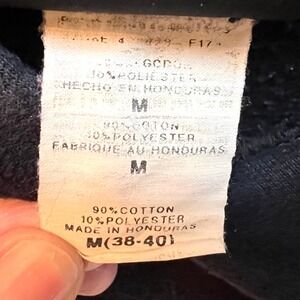 10%POLIESTER
HECHO EN HONDURAS
M
90%COTON
10%POLYESTER
FABRIQUE AU HONDURAS
M
90%COTTON
10%POLYESTER
MADE IN HONDURAS
M(38-40)